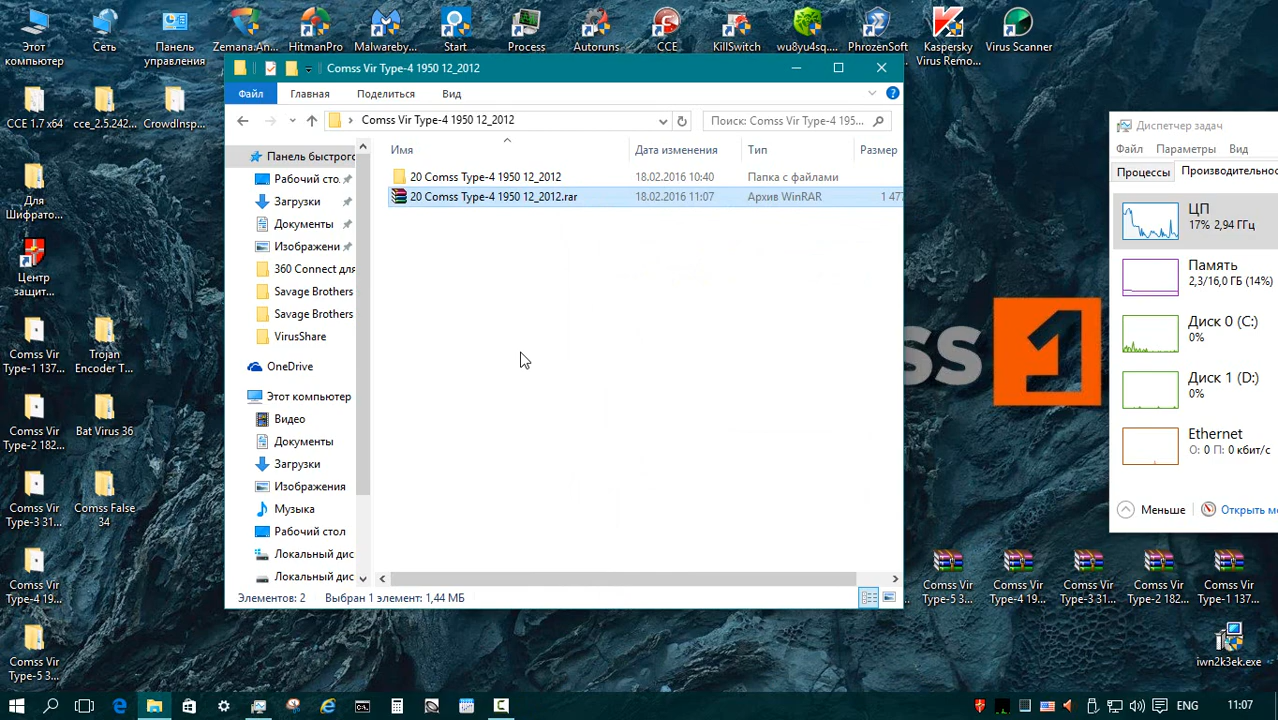 Этот
компьютер
Сеть
Панель
управления
Zemana.An...
HitmanPro
Malwareby...
Start
Process
Autoruns
CCE
KillSwitch
wu8yu4sq....
PhrozenSoft
Kaspersky
Virus Remo...
Virus Scanner
CCE 1.7 x64
cce_2.5.242...
CrowdInsp...
Для
Шифрато...
Центр
защит...
Comss Vir
Type-1 137...
Trojan
Encoder T...
Comss Vir
Type-2 182...
Bat Virus 36
Comss Vir
Type-3 31...
Comss False
34
Comss Vir
Type-4 19...
Comss Vir
Type-5 3...
Comss Vir Type-4 1950 12_2012
Файл
Главная
Поделиться
Вид
Comss Vir Type-4 1950 12_2012
Поиск: Comss Vir Type-4 195...
Имя
Дата изменения
Тип
Размер
20 Comss Type-4 1950 12_2012
18.02.2016 10:40
Папка с файлами
20 Comss Type-4 1950 12_2012.rar
18.02.2016 11:07
Архив WinRAR
1 477
Панель быстрого
Рабочий сто.
Загрузки
Документы
Изображени
360 Connect для
Savage Brothers
Savage Brothers
VirusShare
OneDrive
Этот компьютер
Видео
Документы
Загрузки
Изображения
Музыка
Рабочий стол
Локальный дис
Локальный дис
Элементов: 2
Выбран 1 элемент: 1,44 МБ
ss
1
Диспетчер задач
Файл
Параметры
Вид
Процессы
Производительнос
ЦП
17% 2,94 ГГц
Память
2,3/16,0 ГБ (14%)
Диск 0 (C:)
0%
Диск 1 (D:)
0%
Ethernet
О: 0 П: 0 кбит/с
Меньше
Открыть мо
Comss Vir
Type-5 3...
Comss Vir
Type-4 19...
Comss Vir
Type-3 31...
Comss Vir
Type-2 182...
Comss Vir
Type-1 137...
iwn2k3ek.exe
ENG
11:07